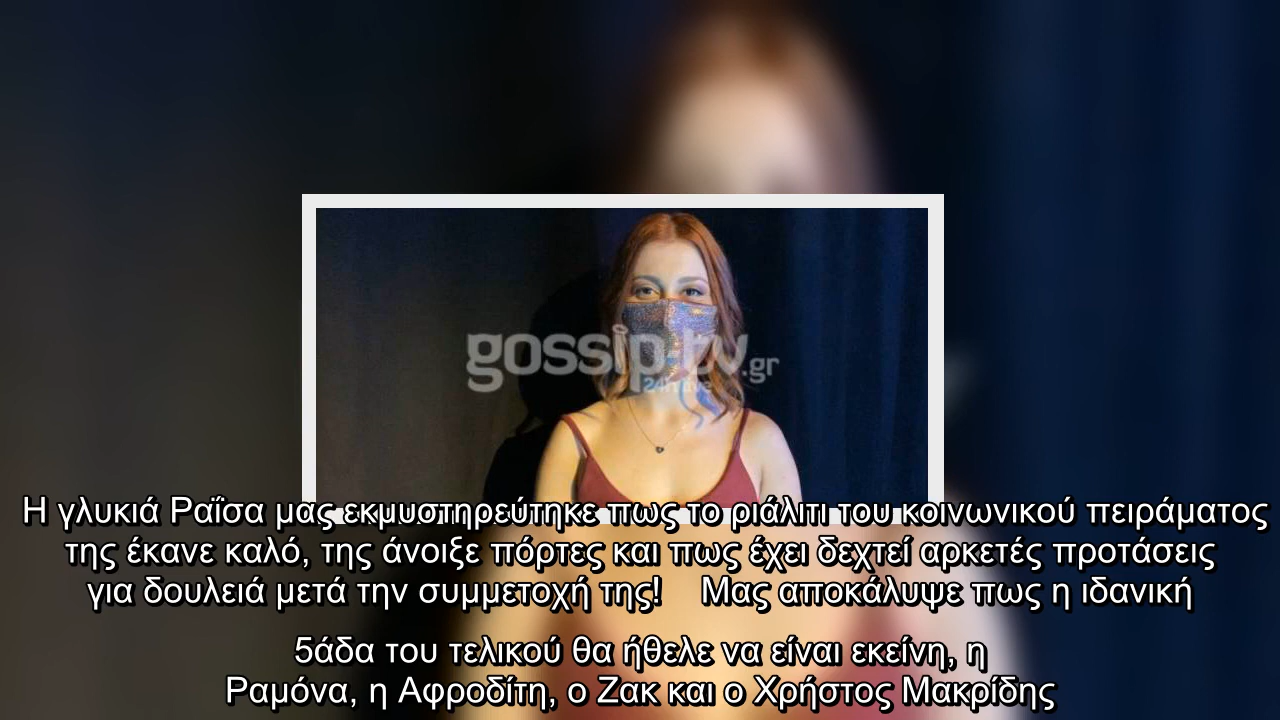 gossip-tv.gr
Η γλυκιά Ραΐσα μας εκμυστηρεύτηκε πως το ριάλιτι του κοινωνικού πειράματος
της έκανε καλό, της άνοιξε πόρτες και πως έχει δεχτεί αρκετές προτάσεις
για δουλειά μετά την συμμετοχή της! Μας αποκάλυψε πως η ιδανική
5άδα του τελικού θα ήθελε να είναι εκείνη, η
Ραμόνα, η Αφροδίτη, ο Ζακ και ο Χρήστος Μακρίδης